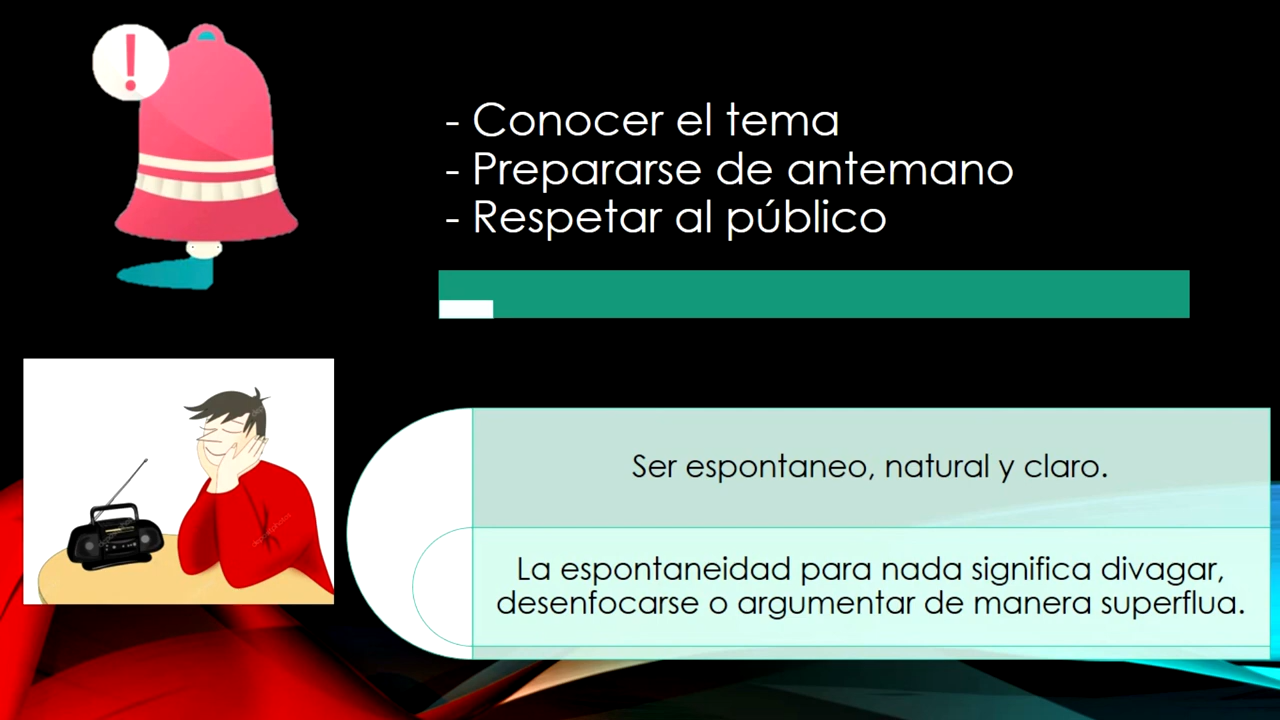 !
- Conocer el tema
- Prepararse de antemano
- Respetar al público
Ser espontaneo, natural y claro.
La espontaneidad para nada significa divagar,
desenfocarse o argumentar de manera superflua.